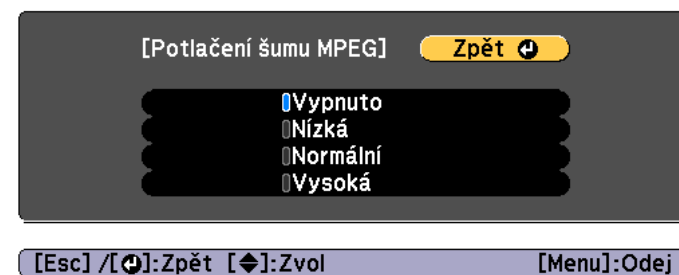 [Potlačení šumu MPEG] Zpět
Vypnuto
Nízká
Normální
Vysoká
[Esc] /[]:Zpět []:Zvol [Menu]:Odej